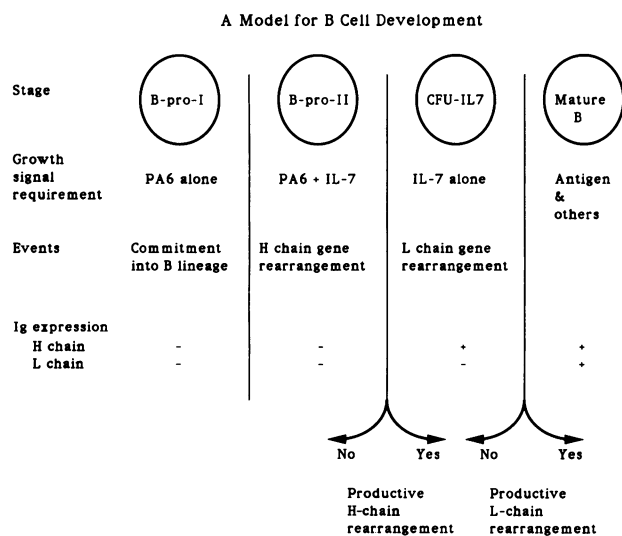 A Model for B Cell Development
Stage
B-pro-I
B-pro-II
CFU-IL7
Mature
B
Growth
signal
requirement
PA6 alone
PA6 + IL-7
IL-7 alone
Antigen
&
others
Events
Commitment
into B lineage
H chain gene
rearrangement
L chain gene
rearrangement
Ig expression
H chain - - + +
L chain - - - +
No Yes No Yes
Productive
H-chain
rearrangement
Productive
L-chain
rearrangement